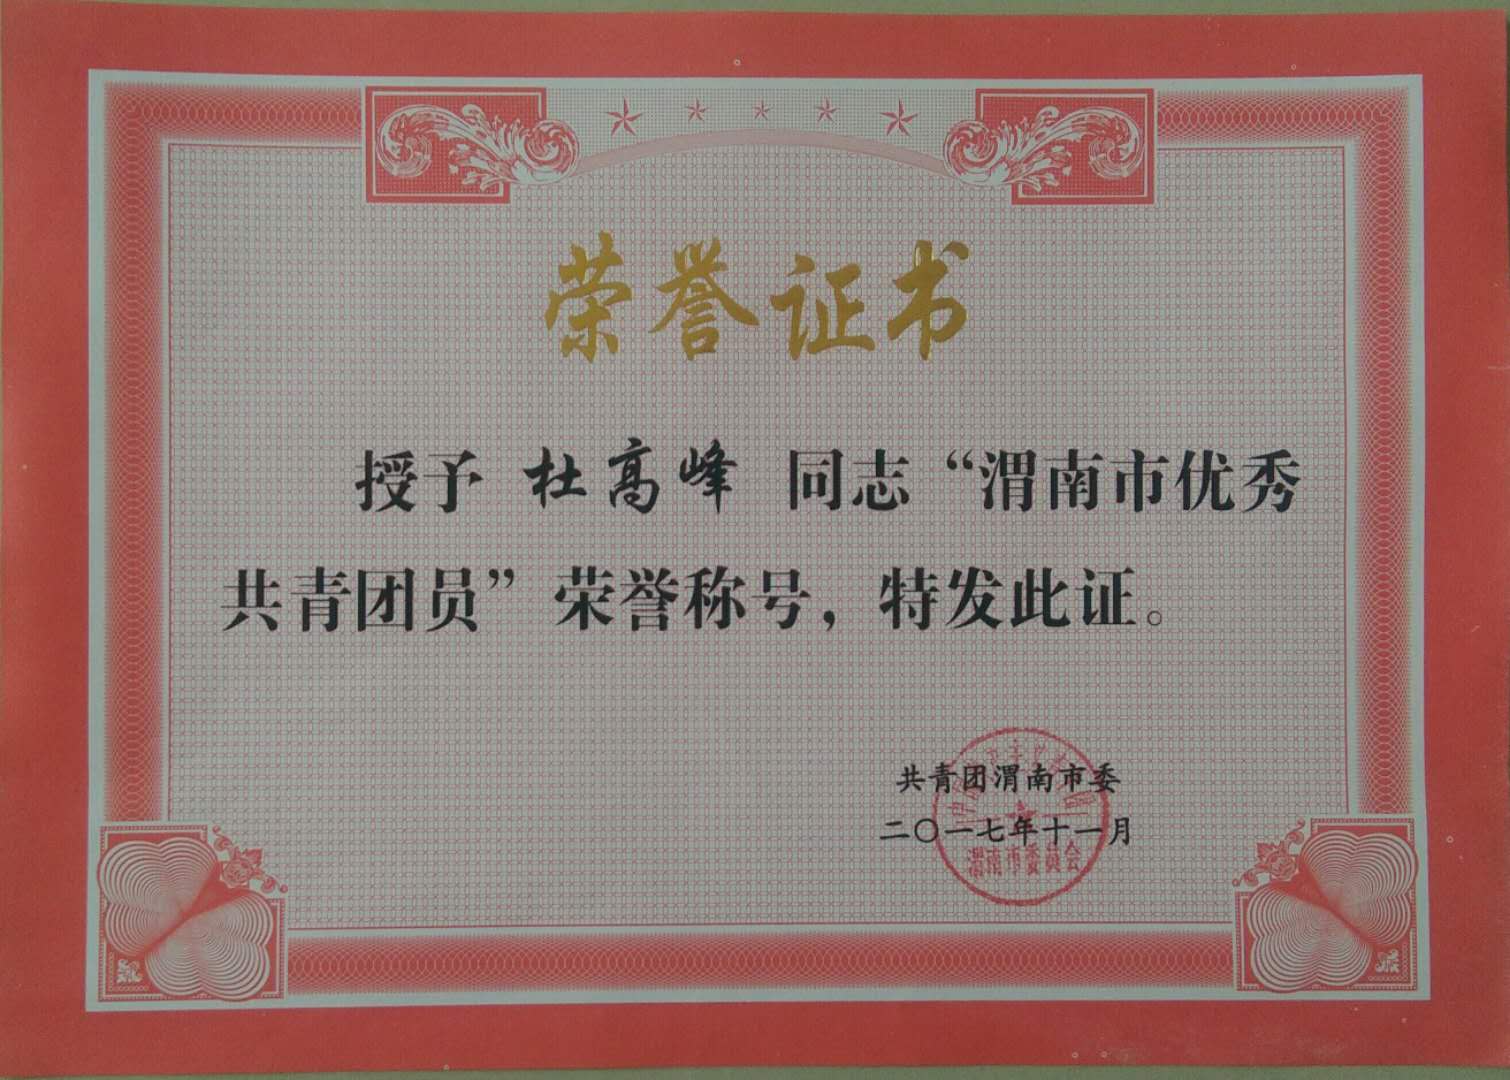 荣誉证书
授予 杜高峰 同志“渭南市优秀
共青团员”荣誉称号，特发此证。
共青团渭南市委
二〇一七年十一月
渭南市委员会